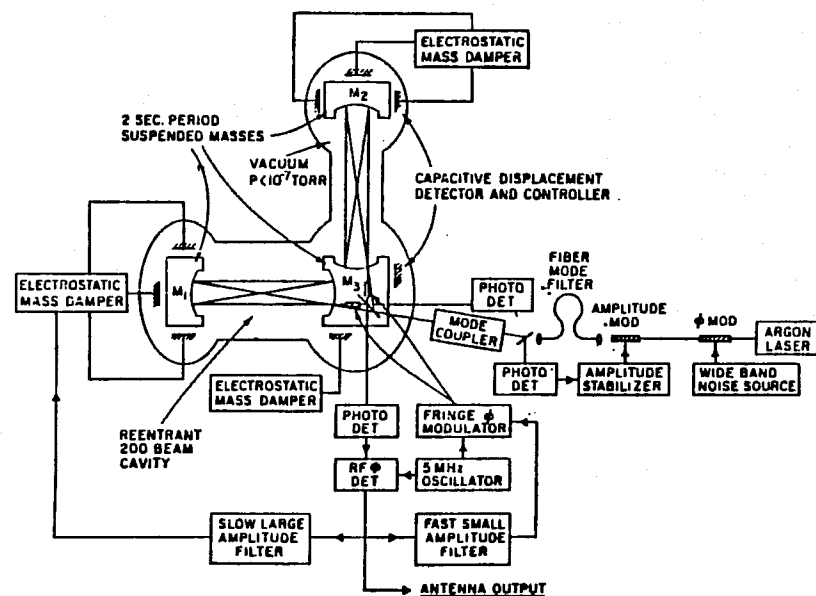 ELECTROSTATIC
MASS DAMPER
M2
2 SEC. PERIOD
SUSPENDED MASSES
VACUUM
P<10-7 TORR
CAPACITIVE DISPLACEMENT
DETECTOR AND CONTROLLER
FIBER
MODE
FILTER
ELECTROSTATIC
MASS DAMPER
M1
M3
PHOTO
DET
AMPLITUDE
MOD
ϕ MOD
MODE
COUPLER
ARGON
LASER
PHOTO
DET
AMPLITUDE
STABILIZER
WIDE BAND
NOISE SOURCE
ELECTROSTATIC
MASS DAMPER
REENTRANT
200 BEAM
CAVITY
PHOTO
DET
FRINGE ϕ
MODULATOR
RF ϕ
DET
5 MHz
OSCILLATOR
SLOW LARGE
AMPLITUDE
FILTER
FAST SMALL
AMPLITUDE
FILTER
ANTENNA OUTPUT